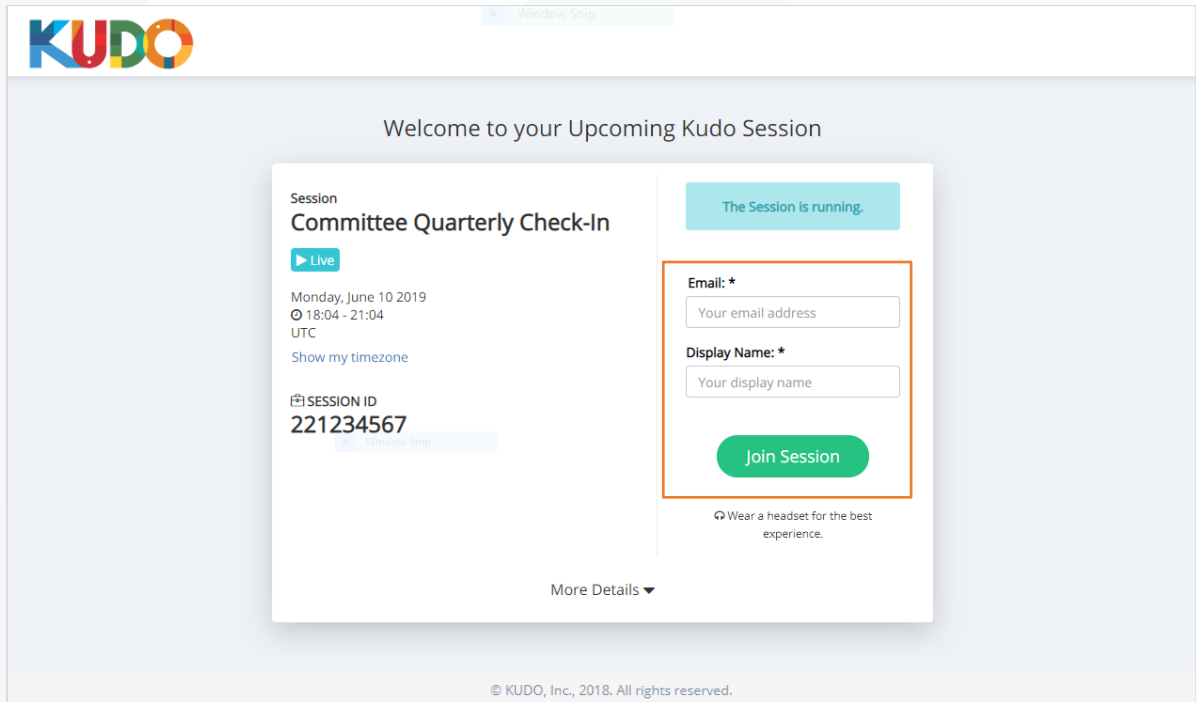 Window Snip
KUDO
Welcome to your Upcoming Kudo Session
Session
Committee Quarterly Check-In
Live
Monday, June 10 2019
18:04 - 21:04
UTC
Show my timezone
SESSION ID
221234567
Window Snip
The Session is running.
Email: *
Your email address
Display Name: *
Your display name
Join Session
Wear a headset for the best
experience.
More Details
© KUDO, Inc., 2018. All rights reserved.